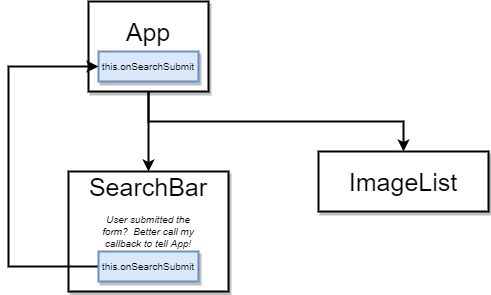 App
this.onSearchSubmit
SearchBar
ImageList
User submitted the
form? Better call my
callback to tell App!
this.onSearchSubmit